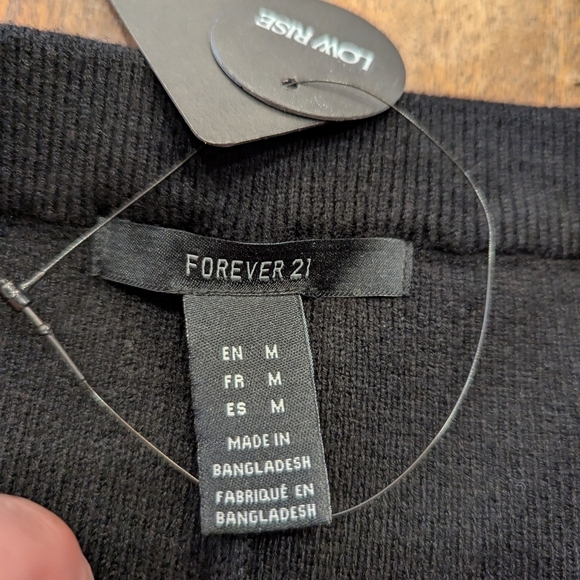 LOW RISE
FOREVER 21
EN M
FR M
ES M
MADE IN
BANGLADESH
FABRIQUÉ EN
BANGLADESH